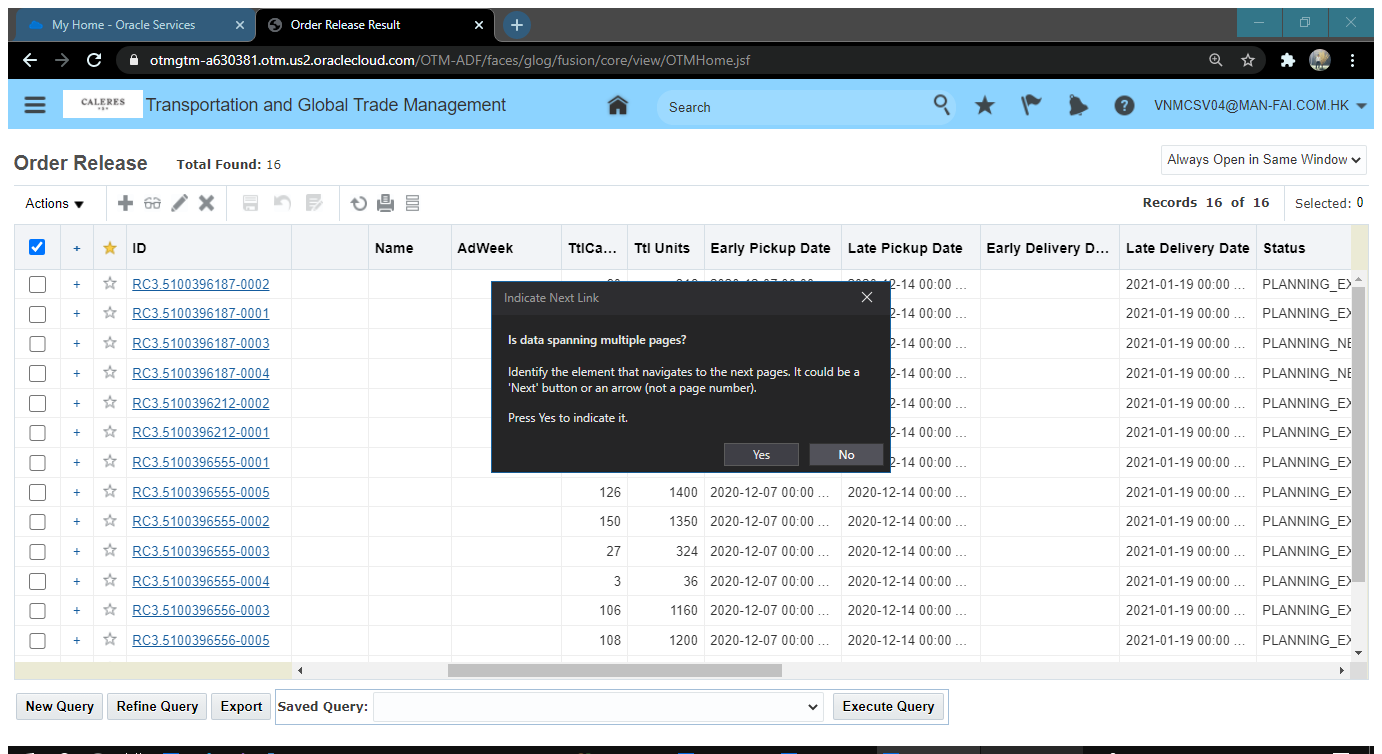 My Home - Oracle Services
Order Release Result
otmgtm-a630381.otm.us2.oraclecloud.com/OTM-ADF/faces/glog/fusion/core/view/OTMHome.jsf
CALERES Transportation and Global Trade Management Search VNMCSV04@MAN-FAI.COM.HK
Order Release Total Found: 16 Always Open in Same Window
Actions Records 16 of 16 Selected: 0
+ ID Name AdWeek TtlCa... Ttl Units Early Pickup Date Late Pickup Date Early Delivery D... Late Delivery Date Status
+ RC3.5100396187-0002 2-14 00:00 ... 2021-01-19 00:00 ... PLANNING_EX
+ RC3.5100396187-0001 2-14 00:00 ... 2021-01-19 00:00 ... PLANNING_EX
+ RC3.5100396187-0003 2-14 00:00 ... 2021-01-19 00:00 ... PLANNING_NE
+ RC3.5100396187-0004 2-14 00:00 ... 2021-01-19 00:00 ... PLANNING_NE
+ RC3.5100396212-0002 2-14 00:00 ... 2021-01-19 00:00 ... PLANNING_EX
+ RC3.5100396212-0001 2-14 00:00 ... 2021-01-19 00:00 ... PLANNING_EX
+ RC3.5100396555-0001 2-14 00:00 ... 2021-01-19 00:00 ... PLANNING_EX
+ RC3.5100396555-0005 126 1400 2020-12-07 00:00 ... 2020-12-14 00:00 ... 2021-01-19 00:00 ... PLANNING_EX
+ RC3.5100396555-0002 150 1350 2020-12-07 00:00 ... 2020-12-14 00:00 ... 2021-01-19 00:00 ... PLANNING_EX
+ RC3.5100396555-0003 27 324 2020-12-07 00:00 ... 2020-12-14 00:00 ... 2021-01-19 00:00 ... PLANNING_EX
+ RC3.5100396555-0004 3 36 2020-12-07 00:00 ... 2020-12-14 00:00 ... 2021-01-19 00:00 ... PLANNING_EX
+ RC3.5100396556-0003 106 1160 2020-12-07 00:00 ... 2020-12-14 00:00 ... 2021-01-19 00:00 ... PLANNING_EX
+ RC3.5100396556-0005 108 1200 2020-12-07 00:00 ... 2020-12-14 00:00 ... 2021-01-19 00:00 ... PLANNING_EX
Indicate Next Link
Is data spanning multiple pages?
Identify the element that navigates to the next pages. It could be a
'Next' button or an arrow (not a page number).
Press Yes to indicate it.
Yes No
New Query Refine Query Export Saved Query: Execute Query